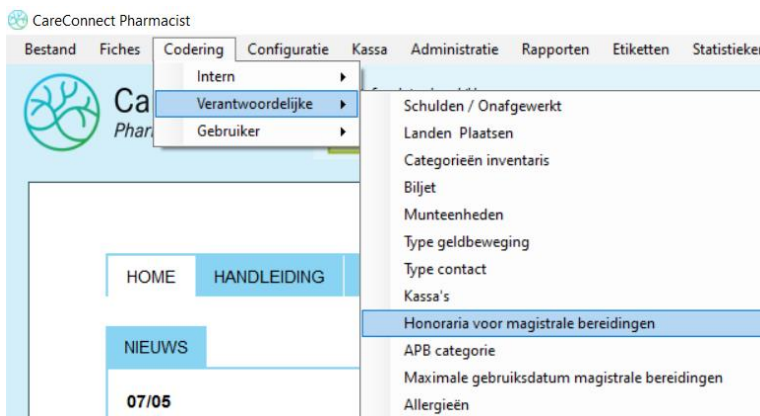 CareConnect Pharmacist
Bestand Fiches Codering Configuratie Kassa Administratie Rapporten Etiketten
Intern
Verantwoordelijke
Gebruiker
Schulden / Onafgewerkt
Landen Plaatsen
Categorieën inventaris
Biljet
Munteenheden
Type geldbeweging
Type contact
Kassa's
Honoraria voor magistrale bereidingen
APB categorie
Maximale gebruiksdatum magistrale bereidingen
Allergieën
HOME HANDLEIDING
NIEUWS
07/05